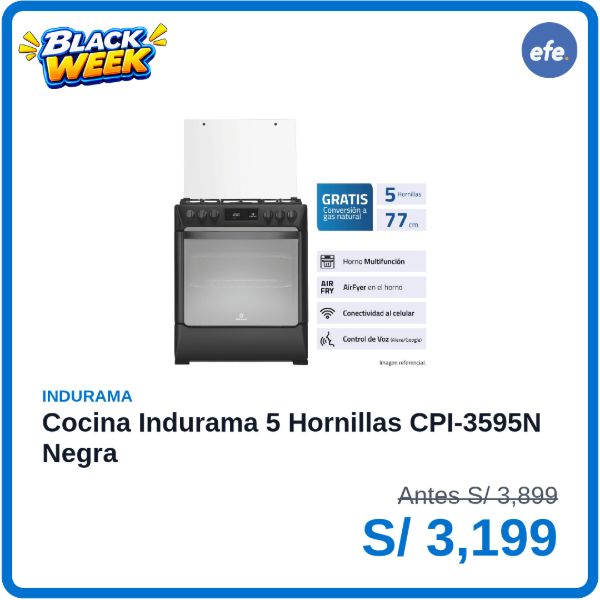 BLACK
WEEK
efe.
GRATIS
Conversión a
gas natural
5 Hornillas
77 cm
Horno Multifunción
AIR
FRY
AirFyer en el horno
Conectividad al celular
Control de Voz (Alexa/Google)
Imagen referencial.
INDURAMA
Cocina Indurama 5 Hornillas CPI-3595N
Negra
Antes S/ 3,899
S/ 3,199